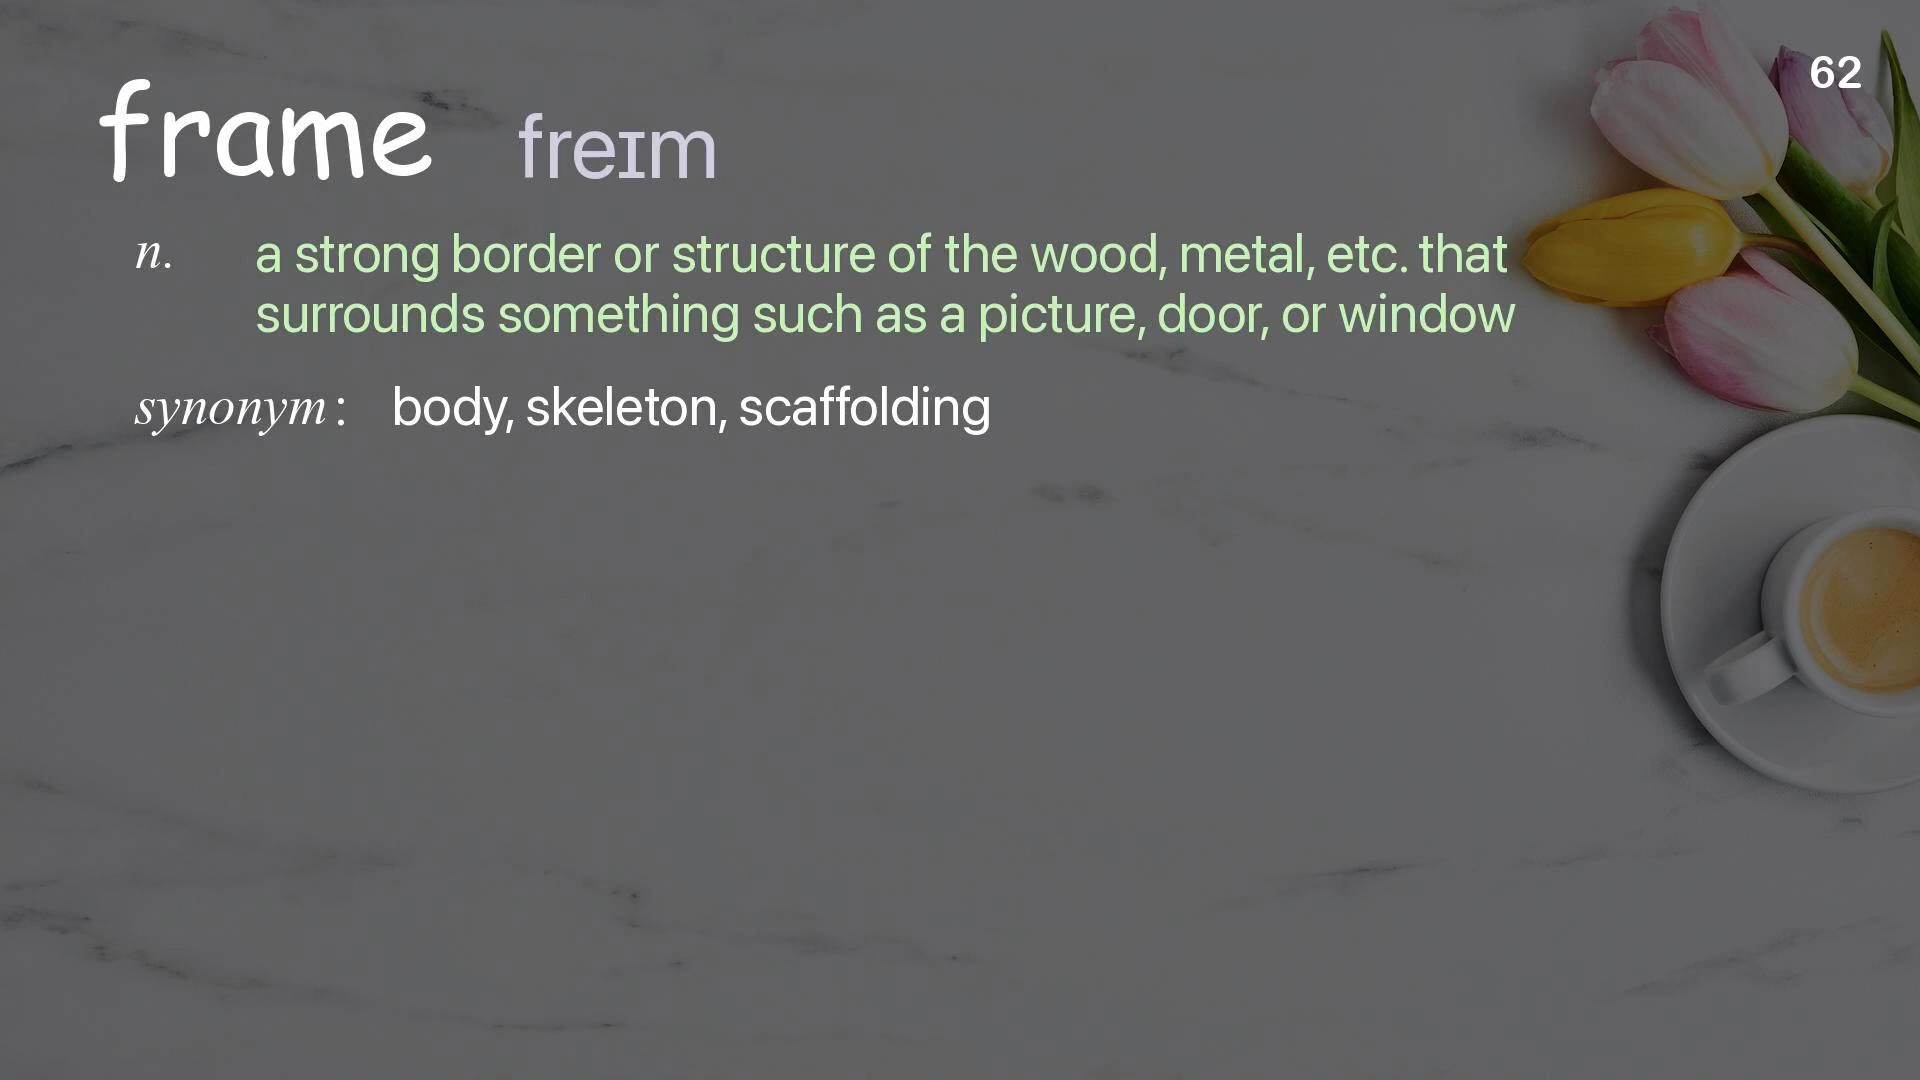 62
frame freɪm
n. a strong border or structure of the wood, metal, etc. that
surrounds something such as a picture, door, or window
synonym: body, skeleton, scaffolding